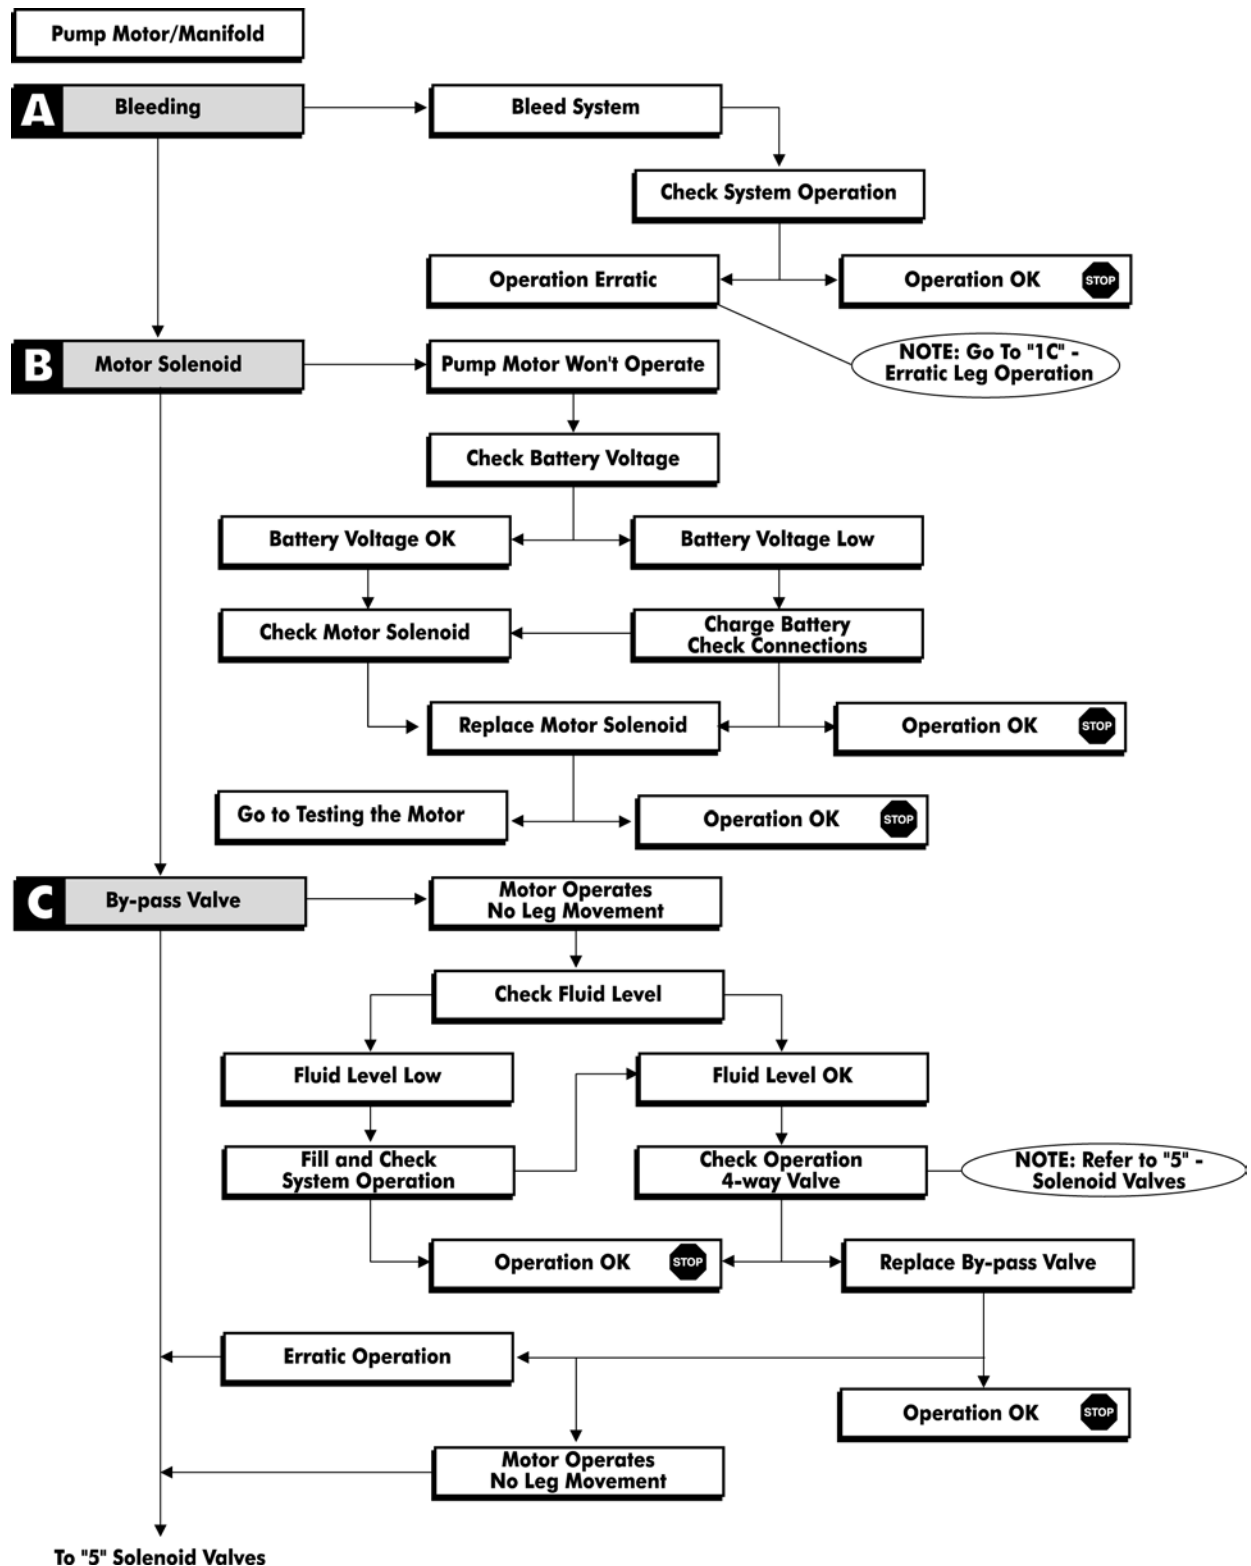 Pump Motor/Manifold
A
Bleeding
Bleed System
Check System Operation
Operation Erratic
Operation OK
STOP
NOTE: Go To "1C" -
Erratic Leg Operation
B
Motor Solenoid
Pump Motor Won't Operate
Check Battery Voltage
Battery Voltage OK
Battery Voltage Low
Check Motor Solenoid
Charge Battery
Check Connections
Replace Motor Solenoid
Operation OK
STOP
Go to Testing the Motor
Operation OK
STOP
C
By-pass Valve
Motor Operates
No Leg Movement
Check Fluid Level
Fluid Level Low
Fluid Level OK
Fill and Check
System Operation
Check Operation
4-way Valve
NOTE: Refer to "5" -
Solenoid Valves
Operation OK
STOP
Replace By-pass Valve
Erratic Operation
Operation OK
STOP
Motor Operates
No Leg Movement
To "5" Solenoid Valves